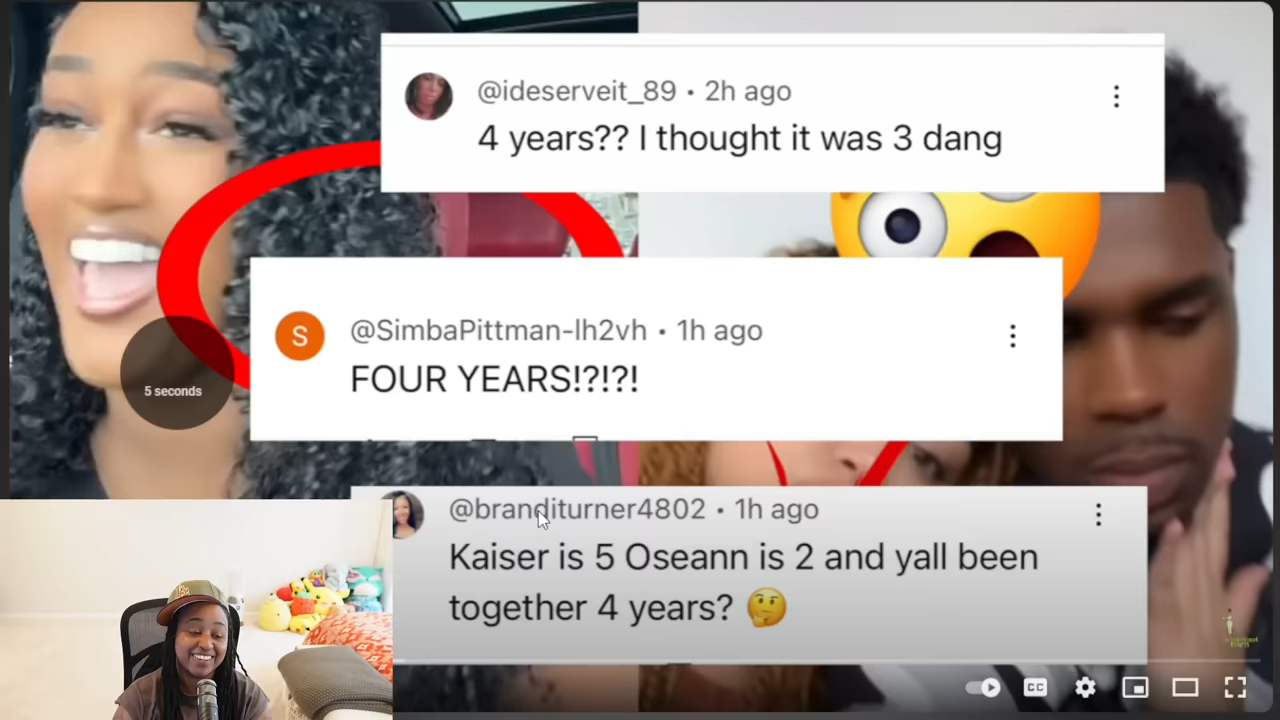 @ideserveit_89 • 2h ago
4 years?? I thought it was 3 dang
S
@SimbaPittman-lh2vh • 1h ago
FOUR YEARS!?!?!
5 seconds
@branditurner4802 • 1h ago
Kaiser is 5 Oseann is 2 and yall been
together 4 years? 🤔
CC